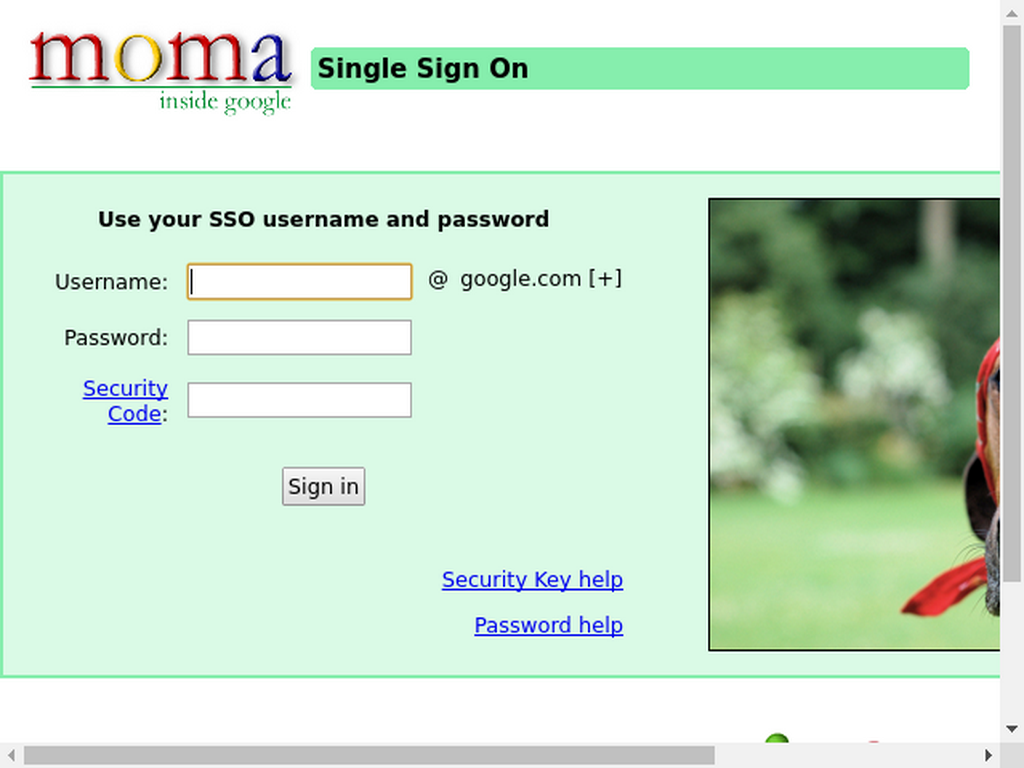 moma
inside google
Single Sign On
Use your SSO username and password
Username:
@ google.com [+]
Password:
Security
Code:
Sign in
Security Key help
Password help